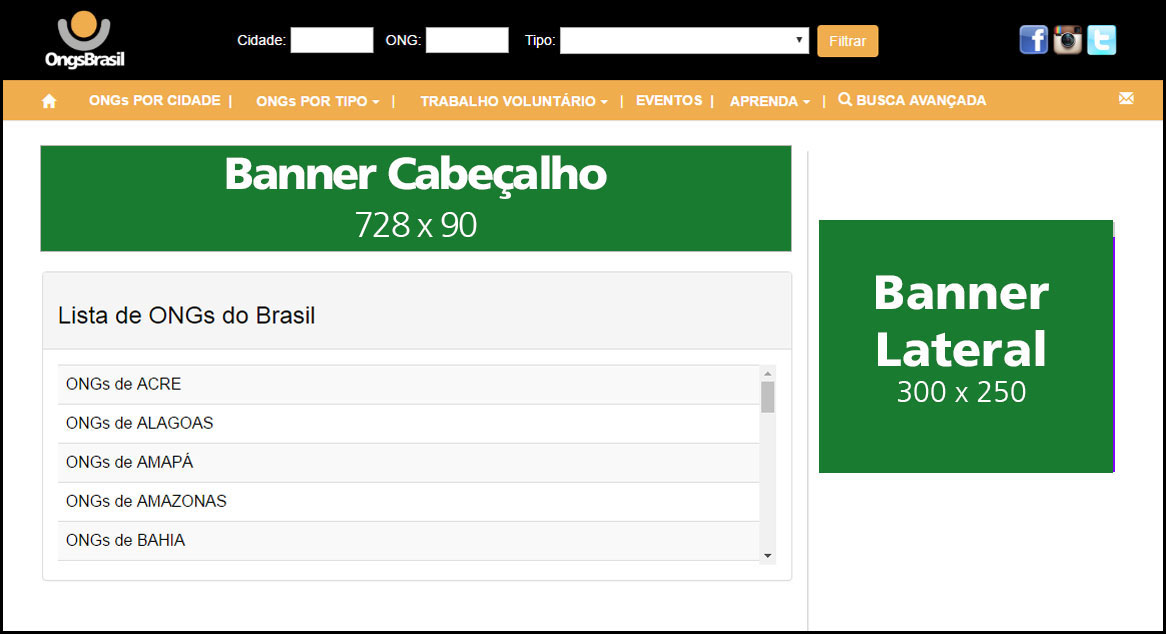 OngsBrasil
Cidade: ONG: Tipo: Filtrar
ONGs POR CIDADE | ONGs POR TIPO | TRABALHO VOLUNTÁRIO | EVENTOS | APRENDA | BUSCA AVANÇADA
Banner Cabeçalho
728 x 90
Lista de ONGs do Brasil
ONGs de ACRE
ONGs de ALAGOAS
ONGs de AMAPÁ
ONGs de AMAZONAS
ONGs de BAHIA
Banner
Lateral
300 x 250